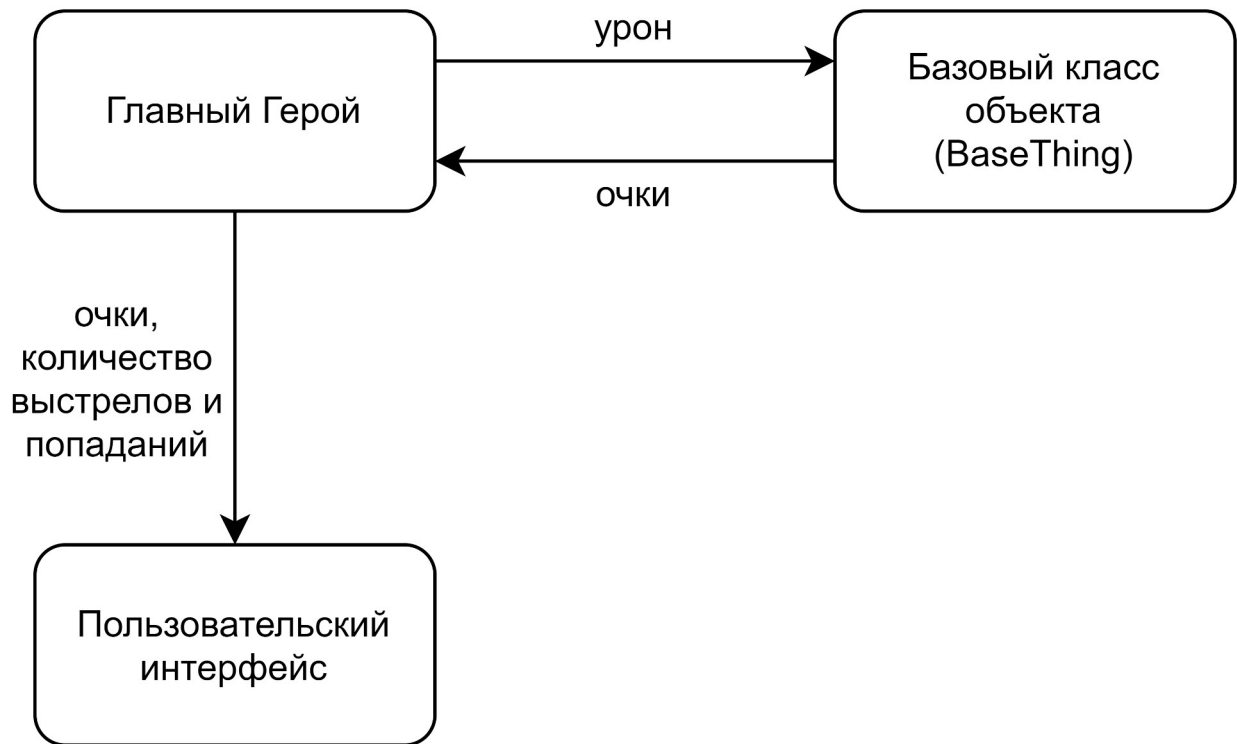 Главный Герой
урон
очки
Базовый класс
объекта
(BaseThing)
очки,
количество
выстрелов и
попаданий
Пользовательский
интерфейс